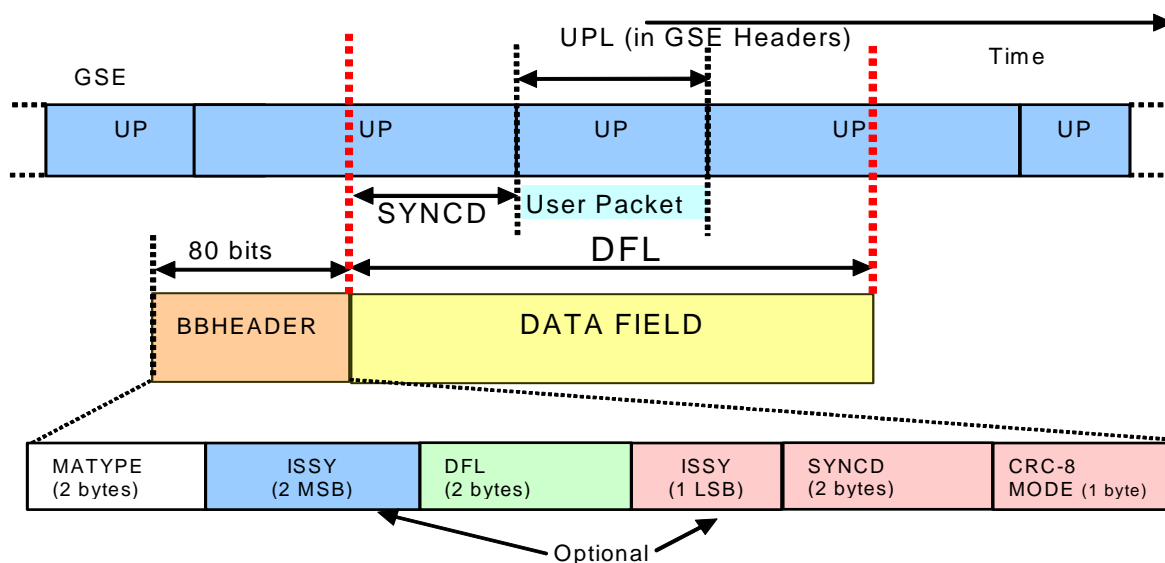 UPL (in GSE Headers)
Time
GSE
UP
UP
UP
UP
UP
SYNCD
User Packet
80 bits
DFL
BBHEADER
DATA FIELD
MATYPE
(2 bytes)
ISSY
(2 MSB)
DFL
(2 bytes)
ISSY
(1 LSB)
SYNCD
(2 bytes)
CRC-8
MODE (1 byte)
Optional